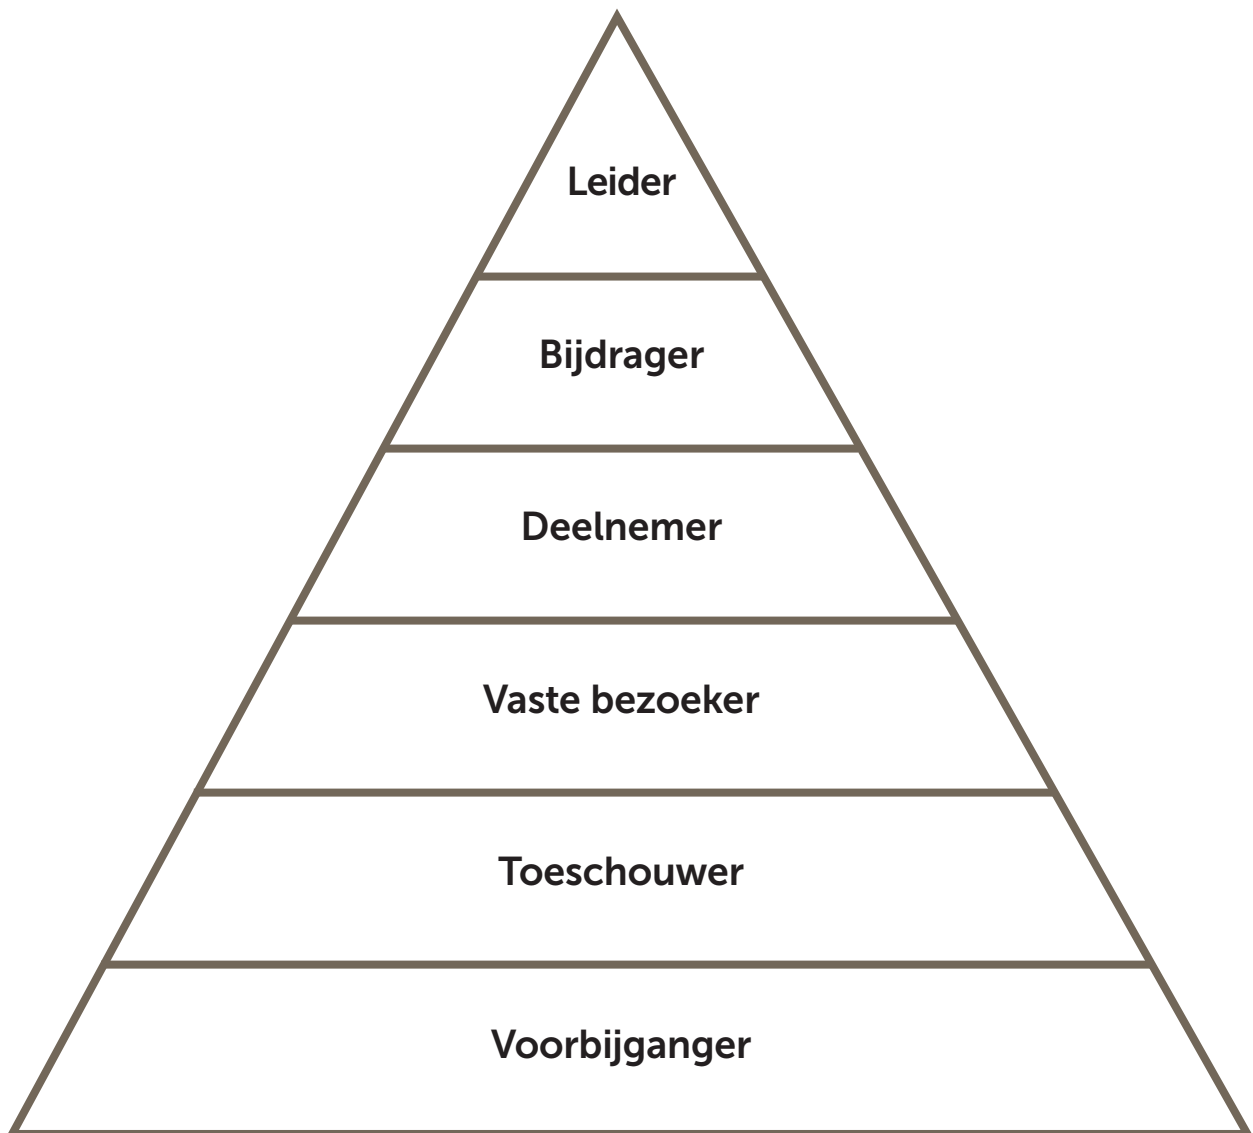 Leider
Bijdrager
Deelnemer
Vaste bezoeker
Toeschouwer
Voorbijganger